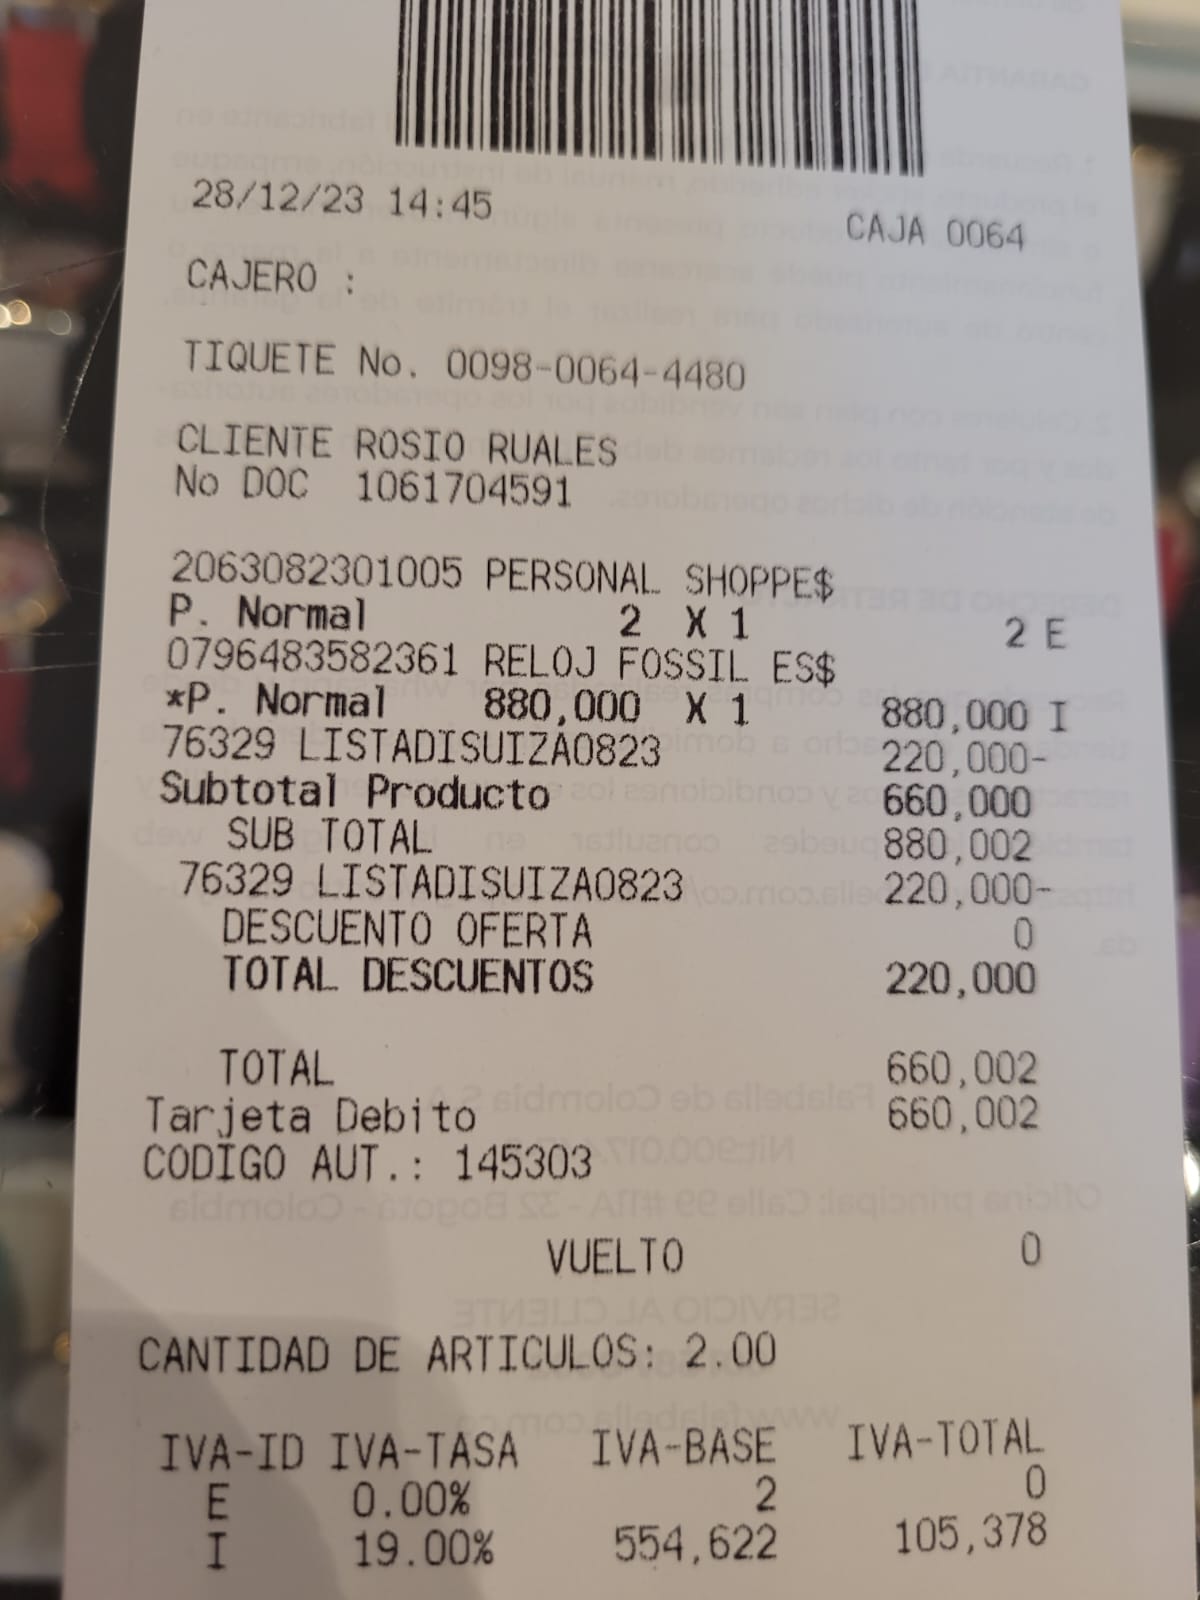 28/12/23 14:45
CAJA 0064
CAJERO :
TIQUETE No. 0098-0064-4480
CLIENTE ROSIO RUALES
No DOC 1061704591
2063082301005 PERSONAL SHOPPE$
P. Normal 2 X 1 2 E
0796483582361 RELOJ FOSSIL ES$
*P. Normal 880,000 X 1 880,000 I
76329 LISTADISUIZA0823 220,000-
Subtotal Producto 660,000
SUB TOTAL 880,002
76329 LISTADISUIZA0823 220,000-
DESCUENTO OFERTA 0
TOTAL DESCUENTOS 220,000
TOTAL 660,002
Tarjeta Debito 660,002
CODIGO AUT.: 145303
VUELTO 0
CANTIDAD DE ARTICULOS: 2.00
IVA-ID IVA-TASA IVA-BASE IVA-TOTAL
E 0.00% 2 0
I 19.00% 554,622 105,378